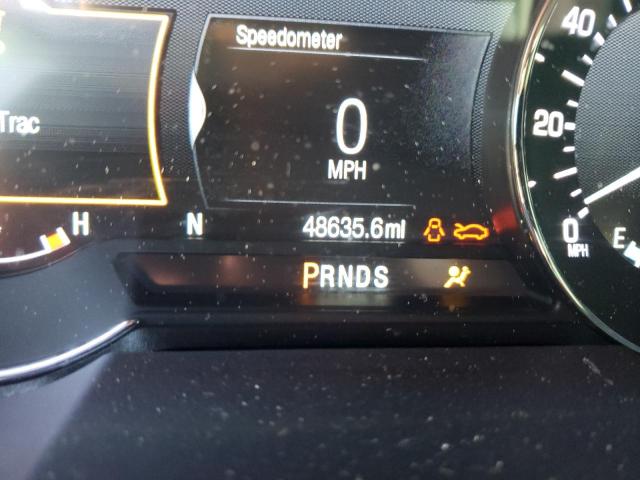 Speedometer
40
Trac
0
20
MPH
H
N
48635.6mi
0
MPH
E
PRNDS